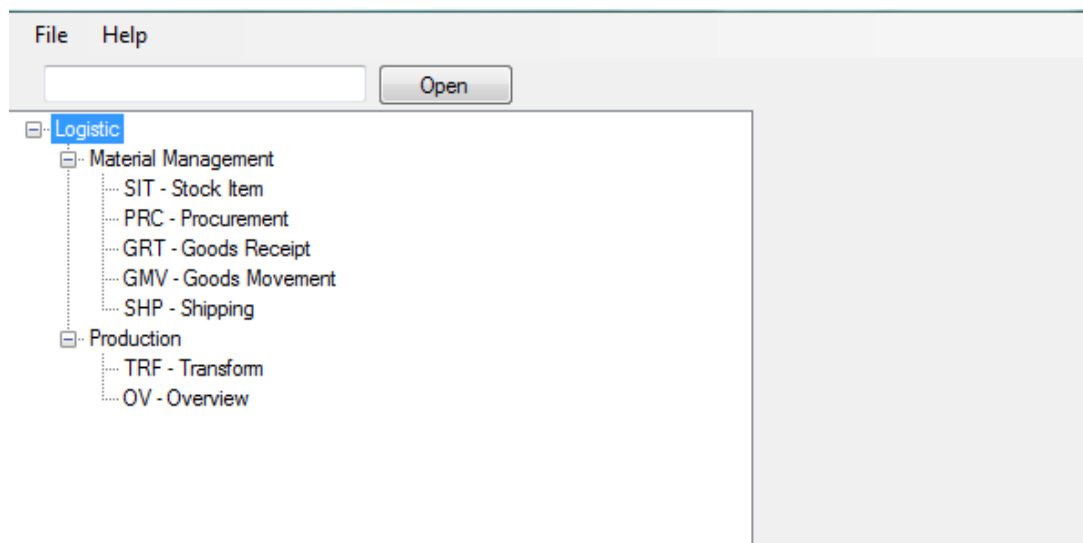 File Help
Open
Logistic
Material Management
SIT - Stock Item
PRC - Procurement
GRT - Goods Receipt
GMV - Goods Movement
SHP - Shipping
Production
TRF - Transform
OV - Overview